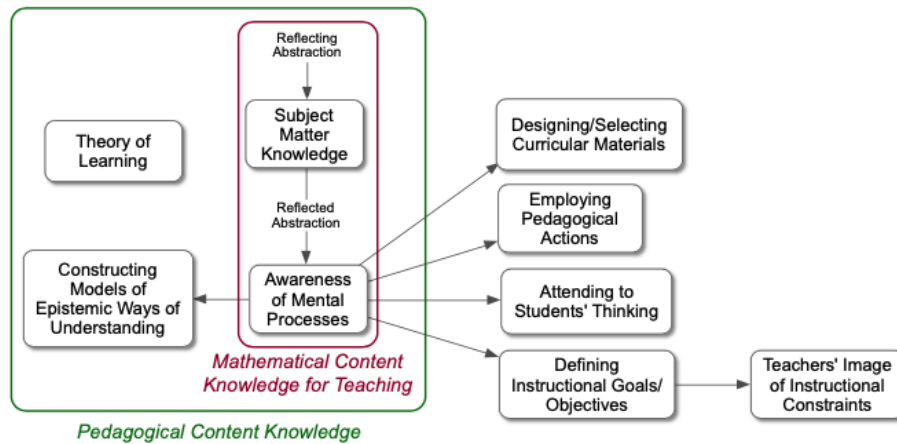 Reflecting
Abstraction
Subject
Matter
Knowledge
Theory of
Learning
Reflected
Abstraction
Awareness
of Mental
Processes
Constructing
Models of
Epistemic Ways of
Understanding
Mathematical Content
Knowledge for Teaching
Pedagogical Content Knowledge
Designing/Selecting
Curricular Materials
Employing
Pedagogical
Actions
Attending to
Students' Thinking
Defining
Instructional Goals/
Objectives
Teachers' Image
of Instructional
Constraints